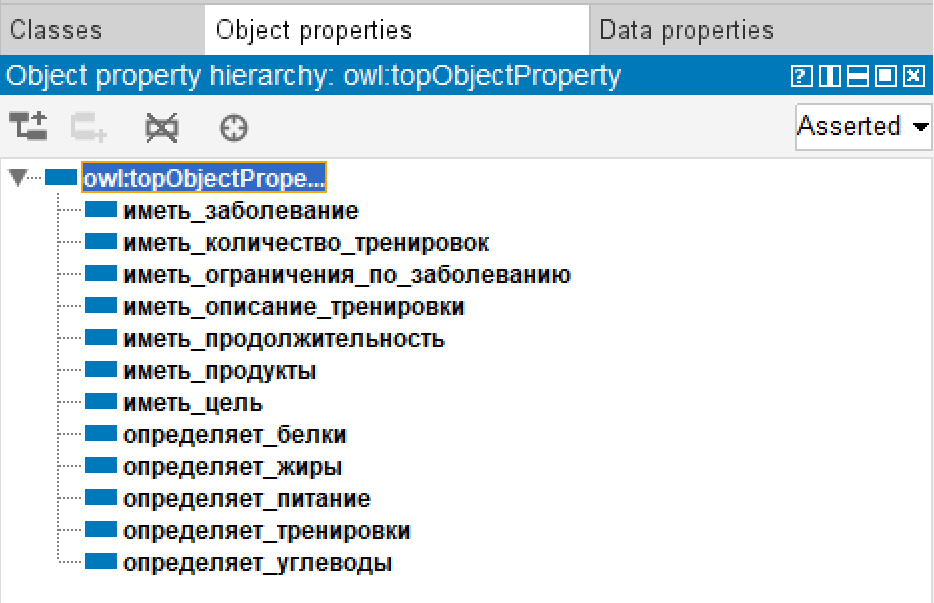 Classes Object properties Data properties
Object property hierarchy: owl:topObjectProperty
Asserted
owl:topObjectPrope...
иметь_заболевание
иметь_количество_тренировок
иметь_ограничения_по_заболеванию
иметь_описание_тренировки
иметь_продолжительность
иметь_продукты
иметь_цель
определяет_белки
определяет_жиры
определяет_питание
определяет_тренировки
определяет_углеводы